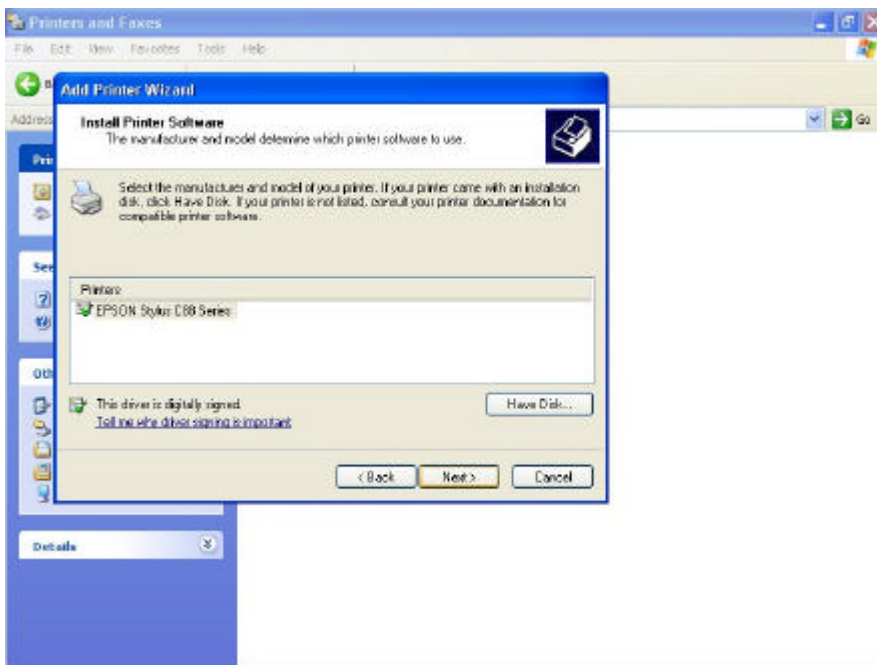 Printers and Faxes
File Edit View Favorites Tools Help
Address
Go
Add Printer Wizard
Install Printer Software
The manufacturer and model determine which printer software to use.
Select the manufacturer and model of your printer. If your printer came with an installation
disk, click Have Disk. If your printer is not listed, consult your printer documentation for
compatible printer software.
Printers
EPSON Stylus C88 Series
This driver is digitally signed.
Tell me why driver signing is important
Have Disk...
< Back
Next >
Cancel
Pri
See
Oth
Details